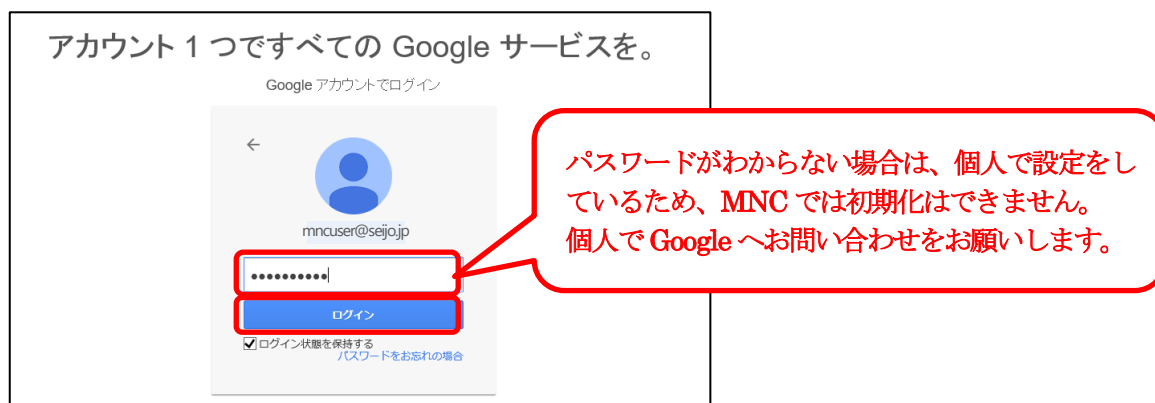 アカウント 1 つですべての Google サービスを。
Google アカウントでログイン
mncuser@seijo.jp
••••••••••
ログイン
ログイン状態を保持する
パスワードをお忘れの場合
パスワードがわからない場合は、個人で設定をし
ているため、MNC では初期化はできません。
個人で Google へお問い合わせをお願いします。